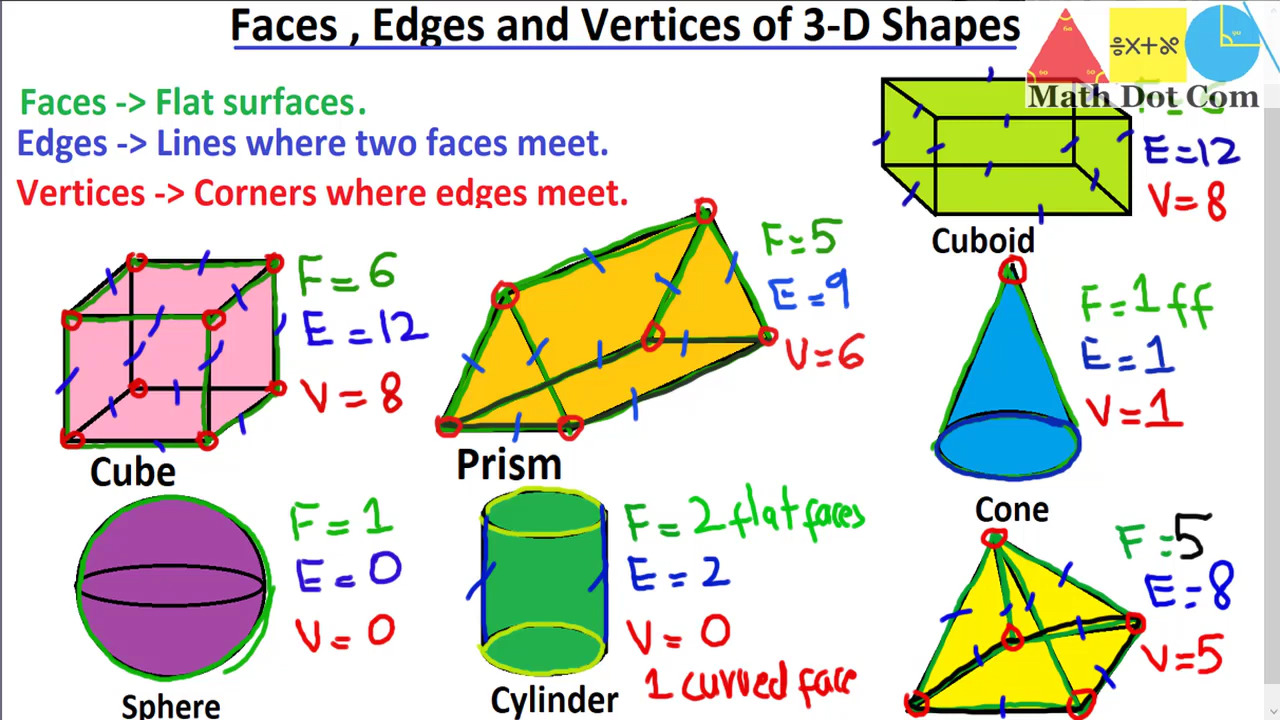 Faces , Edges and Vertices of 3-D Shapes
÷X+%
Math Dot Com
Faces -> Flat surfaces.
Edges -> Lines where two faces meet.
Vertices -> Corners where edges meet.
E=12
V=8
Cuboid
F=6
E=12
V=8
Cube
F=5
E=9
V=6
Prism
F=1 ff
E=1
V=1
Cone
F=1
E=0
V=0
Sphere
F=2 flat faces
E=2
V=0
1 curved face
Cylinder
F=5
E=8
V=5